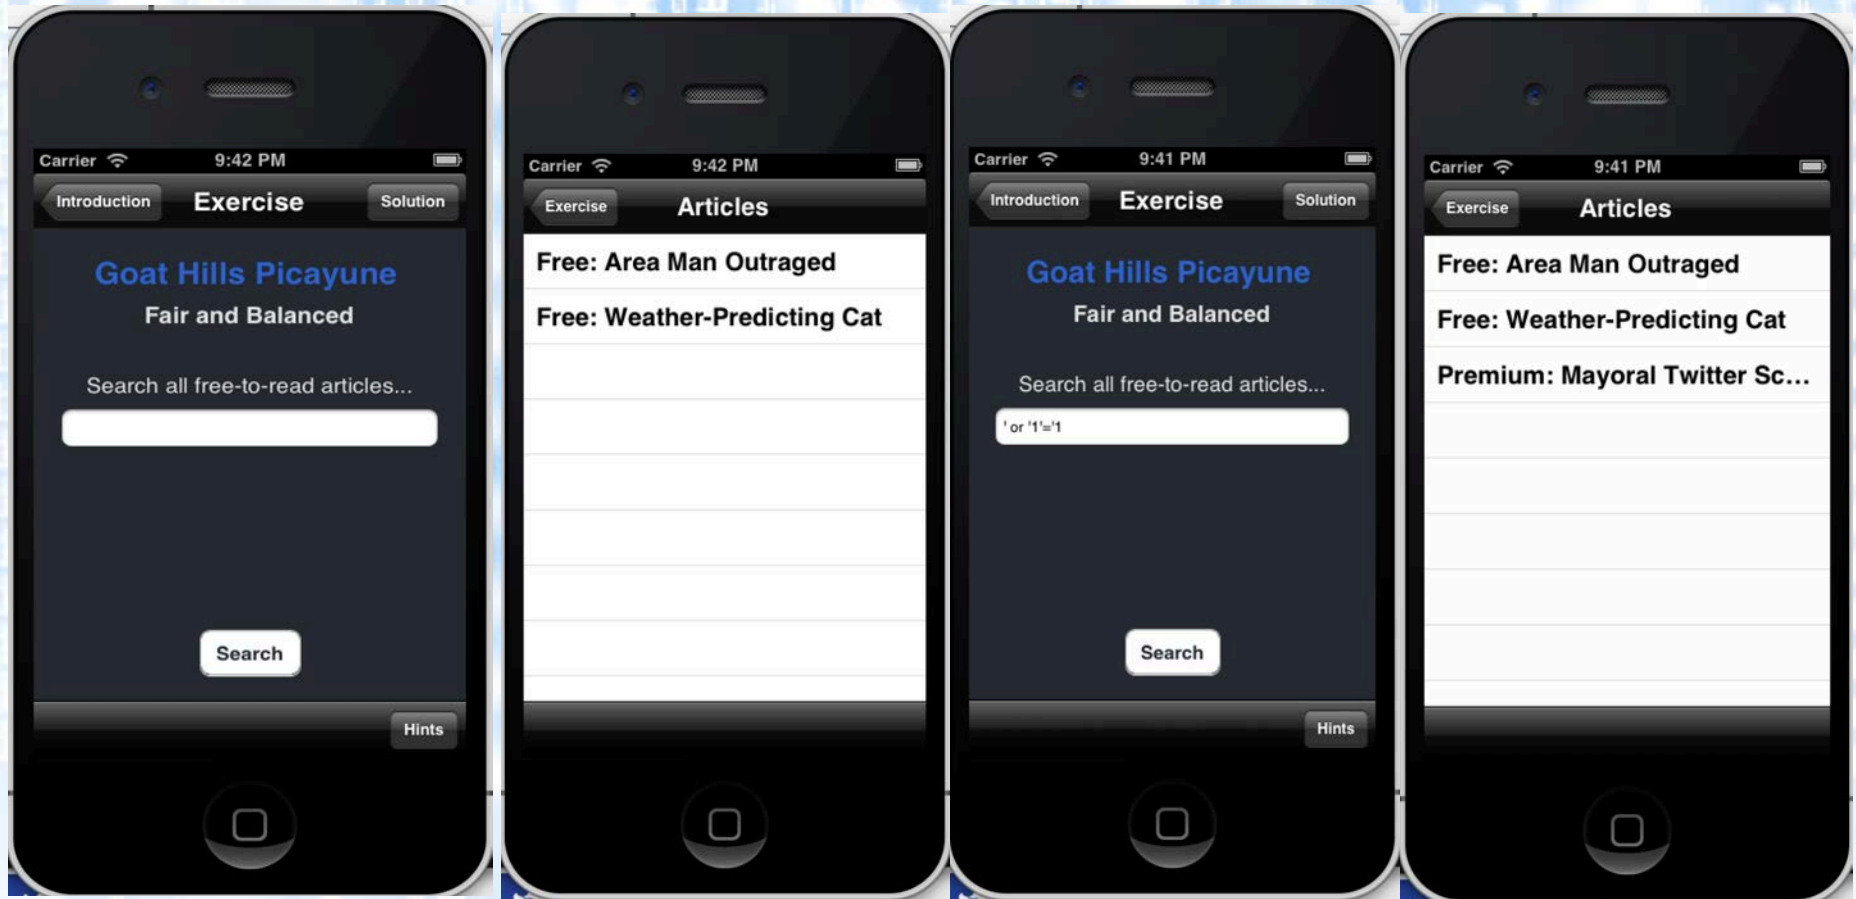 Carrier 9:42 PM
Introduction Exercise Solution
Goat Hills Picayune
Fair and Balanced
Search all free-to-read articles...
Search
Hints
Carrier 9:42 PM
Exercise Articles
Free: Area Man Outraged
Free: Weather-Predicting Cat
Carrier 9:41 PM
Introduction Exercise Solution
Goat Hills Picayune
Fair and Balanced
Search all free-to-read articles...
' or '1'='1
Search
Hints
Carrier 9:41 PM
Exercise Articles
Free: Area Man Outraged
Free: Weather-Predicting Cat
Premium: Mayoral Twitter Sc...